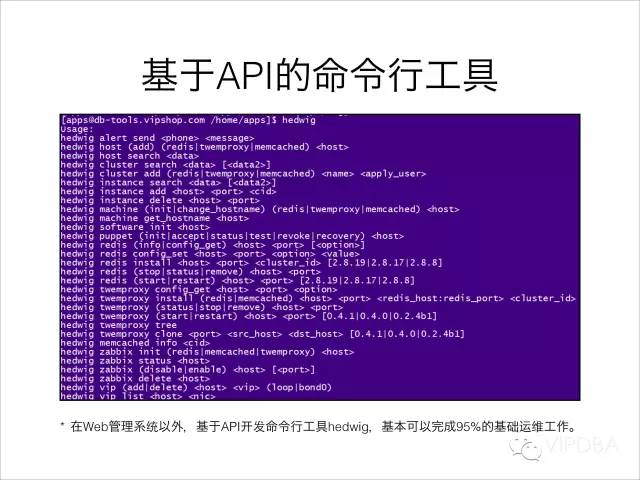 基于API的命令行工具
[apps@db-tools.vipshop.com /home/apps]$ hedwig
Usage:
hedwig alert send <phone> <message>
hedwig host (add) (redis|twemproxy|memcached) <host>
hedwig host search <data>
hedwig cluster search <data> [<data2>]
hedwig cluster add (redis|twemproxy|memcached) <name> <apply_user>
hedwig instance search <data> [<data2>]
hedwig instance add <host> <port> <cid>
hedwig instance delete <host> <port>
hedwig machine (init|change_hostname) (redis|twemproxy|memcached) <host>
hedwig machine get_hostname <host>
hedwig software init <host>
hedwig puppet (init|accept|status|test|revoke|recovery) <host>
hedwig redis (info|config_get) <host> <port> [<option>]
hedwig redis config_set <host> <port> <option> <value>
hedwig redis install <host> <port> <cluster_id> [2.8.19|2.8.17|2.8.8]
hedwig redis (stop|status|remove) <host> <port>
hedwig redis (start|restart) <host> <port> [2.8.19|2.8.17|2.8.8]
hedwig twemproxy config_get <host> <port> <option>
hedwig twemproxy install (redis|memcached) <host> <port> <redis_host:redis_port> <cluster_id>
hedwig twemproxy (status|stop|remove) <host> <port>
hedwig twemproxy (start|restart) <host> <port> [0.4.1|0.4.0|0.2.4b1]
hedwig twemproxy tree
hedwig twemproxy clone <port> <src_host> <dst_host> [0.4.1|0.4.0|0.2.4b1]
hedwig memcached info <cid>
hedwig zabbix init (redis|memcached|twemproxy) <host>
hedwig zabbix status <host>
hedwig zabbix (disable|enable) <host> [<port>]
hedwig zabbix delete <host>
hedwig vip (add|delete) <host> <vip> (loop|bond0)
hedwig vip list <host> <nic>
* 在Web管理系统以外，基于API开发命令行工具hedwig，基本可以完成95%的基础运维工作。
VIPDBA